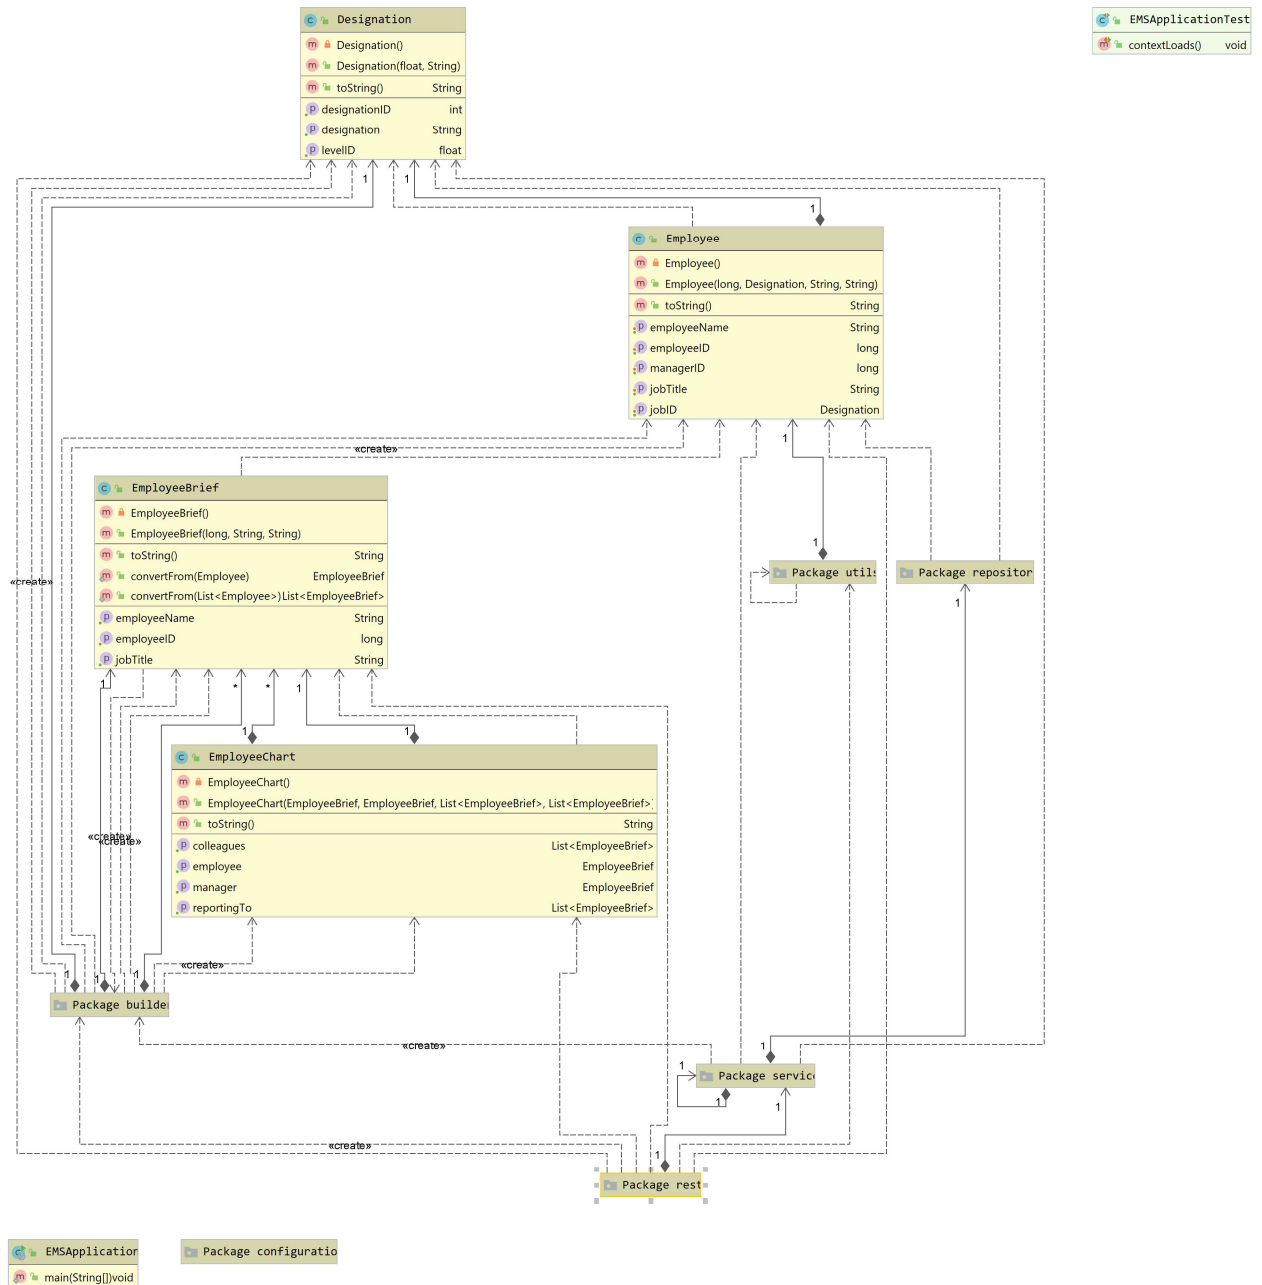 Designation
Designation()
Designation(float, String)
toString() String
designationID int
designation String
levelID float
EMSApplicationTest
contextLoads() void
1
1
1
Employee
Employee()
Employee(long, Designation, String, String)
toString() String
employeeName String
employeeID long
managerID long
jobTitle String
jobID Designation
1
«create»
EmployeeBrief
EmployeeBrief()
EmployeeBrief(long, String, String)
toString() String
convertFrom(Employee) EmployeeBrief
convertFrom(List<Employee>) List<EmployeeBrief>
employeeName String
employeeID long
jobTitle String
1
Package utils
Package repositor
«create»
1
1
*
*
1
1
1
EmployeeChart
EmployeeChart()
EmployeeChart(EmployeeBrief, EmployeeBrief, List<EmployeeBrief>, List<EmployeeBrief>)
toString() String
colleagues List<EmployeeBrief>
employee EmployeeBrief
manager EmployeeBrief
reportingTo List<EmployeeBrief>
«create»
«create»
«create»
1
1
1
Package builder
«create»
1
1
Package service
1
1
«create»
1
Package rest
EMSApplication
main(String[]) void
Package configuratio